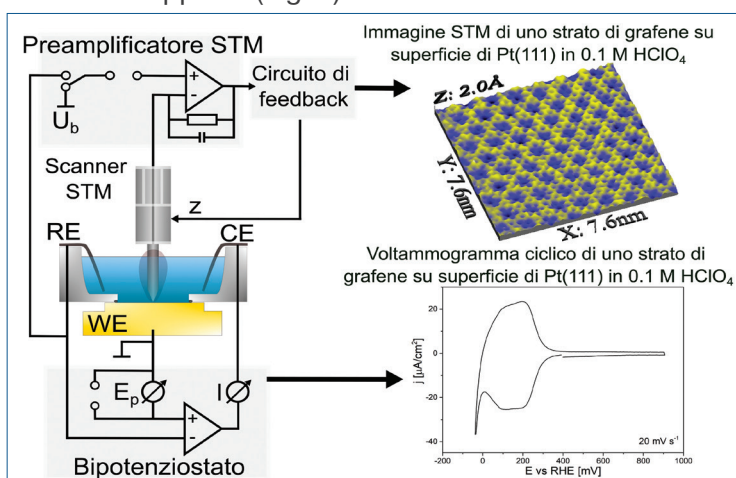 Preamplificatore STM
U_b
+
-
Circuito di
feedback
Scanner
STM
z
RE
CE
WE
E_p
I
+
-
Bipotenziostato
Immagine STM di uno strato di grafene su
superficie di Pt(111) in 0.1 M HClO₄
Z: 2.0Å
Y: 7.6nm
X: 7.6nm
Voltammogramma ciclico di uno strato di
grafene su superficie di Pt(111) in 0.1 M HClO₄
j [µA/cm²]
20
0
-20
-40
20 mV s⁻¹
-200 0 200 400 600 800 1000
E vs RHE [mV]